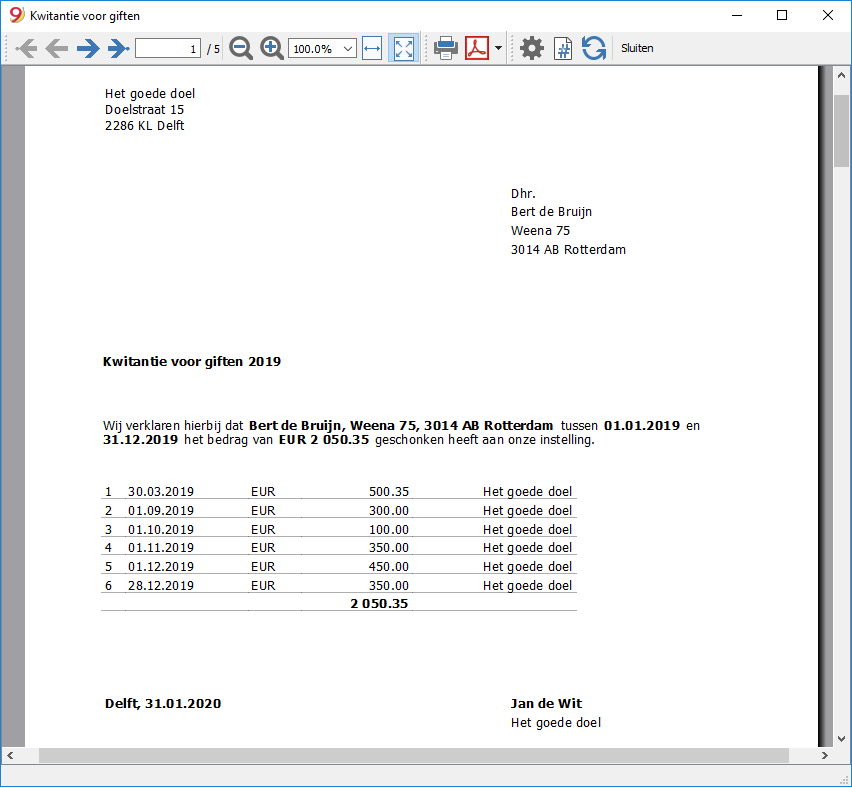 Kwitantie voor giften
1 / 5 100.0% Sluiten
Het goede doel
Doelstraat 15
2286 KL Delft
Dhr.
Bert de Bruijn
Weena 75
3014 AB Rotterdam
Kwitantie voor giften 2019
Wij verklaren hierbij dat Bert de Bruijn, Weena 75, 3014 AB Rotterdam tussen 01.01.2019 en
31.12.2019 het bedrag van EUR 2 050.35 geschonken heeft aan onze instelling.
1 30.03.2019 EUR 500.35 Het goede doel
2 01.09.2019 EUR 300.00 Het goede doel
3 01.10.2019 EUR 100.00 Het goede doel
4 01.11.2019 EUR 350.00 Het goede doel
5 01.12.2019 EUR 450.00 Het goede doel
6 28.12.2019 EUR 350.00 Het goede doel
2 050.35
Delft, 31.01.2020 Jan de Wit
Het goede doel